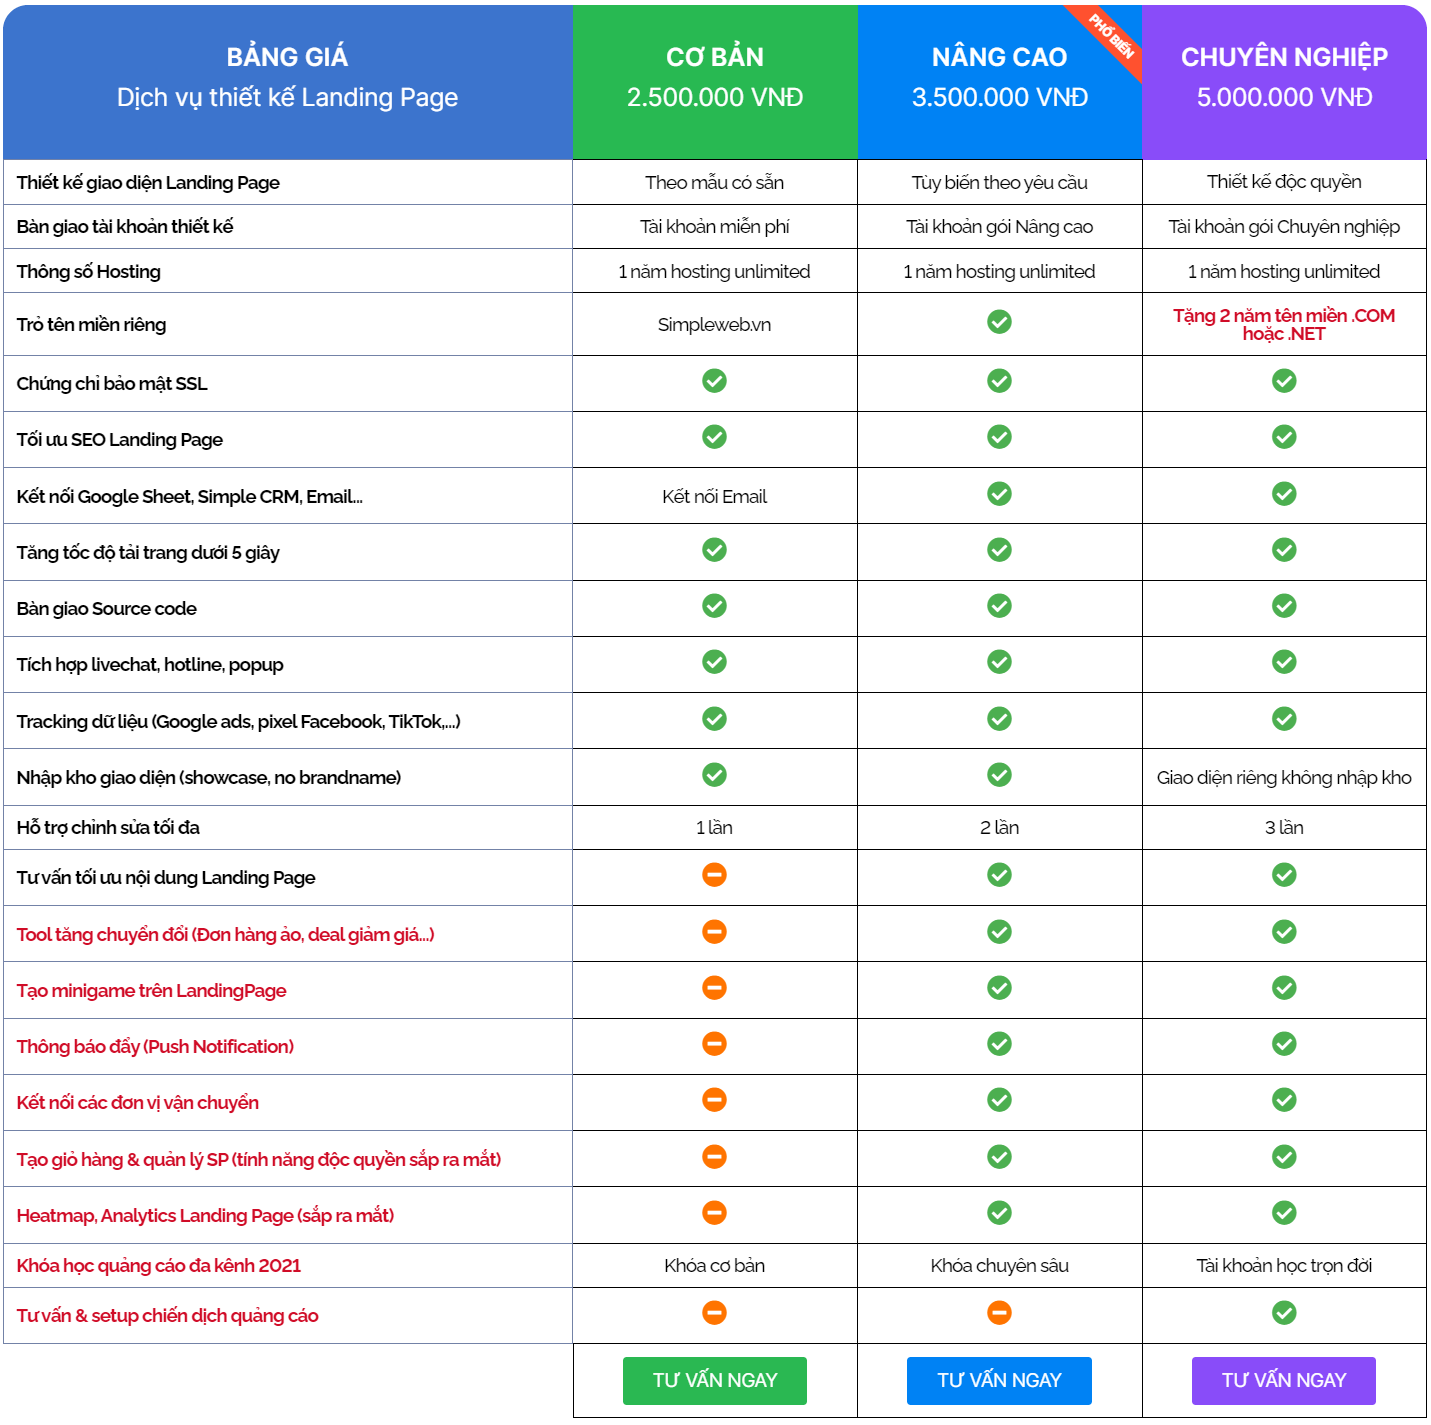 BẢNG GIÁ
Dịch vụ thiết kế Landing Page
CƠ BẢN
2.500.000 VNĐ
NÂNG CAO
3.500.000 VNĐ
PHỔ BIẾN
CHUYÊN NGHIỆP
5.000.000 VNĐ
Thiết kế giao diện Landing Page
Theo mẫu có sẵn
Tùy biến theo yêu cầu
Thiết kế độc quyền
Bàn giao tài khoản thiết kế
Tài khoản miễn phí
Tài khoản gói Nâng cao
Tài khoản gói Chuyên nghiệp
Thông số Hosting
1 năm hosting unlimited
1 năm hosting unlimited
1 năm hosting unlimited
Trỏ tên miền riêng
Simpleweb.vn
Tặng 2 năm tên miền .COM
hoặc .NET
Chứng chỉ bảo mật SSL
Tối ưu SEO Landing Page
Kết nối Google Sheet, Simple CRM, Email...
Kết nối Email
Tăng tốc độ tải trang dưới 5 giây
Bàn giao Source code
Tích hợp livechat, hotline, popup
Tracking dữ liệu (Google ads, pixel Facebook, TikTok,...)
Nhập kho giao diện (showcase, no brandname)
Giao diện riêng không nhập kho
Hỗ trợ chỉnh sửa tối đa
1 lần
2 lần
3 lần
Tư vấn tối ưu nội dung Landing Page
Tool tăng chuyển đổi (Đơn hàng ảo, deal giảm giá...)
Tạo minigame trên LandingPage
Thông báo đẩy (Push Notification)
Kết nối các đơn vị vận chuyển
Tạo giỏ hàng & quản lý SP (tính năng độc quyền sắp ra mắt)
Heatmap, Analytics Landing Page (sắp ra mắt)
Khóa học quảng cáo đa kênh 2021
Khóa cơ bản
Khóa chuyên sâu
Tài khoản học trọn đời
Tư vấn & setup chiến dịch quảng cáo
TƯ VẤN NGAY
TƯ VẤN NGAY
TƯ VẤN NGAY